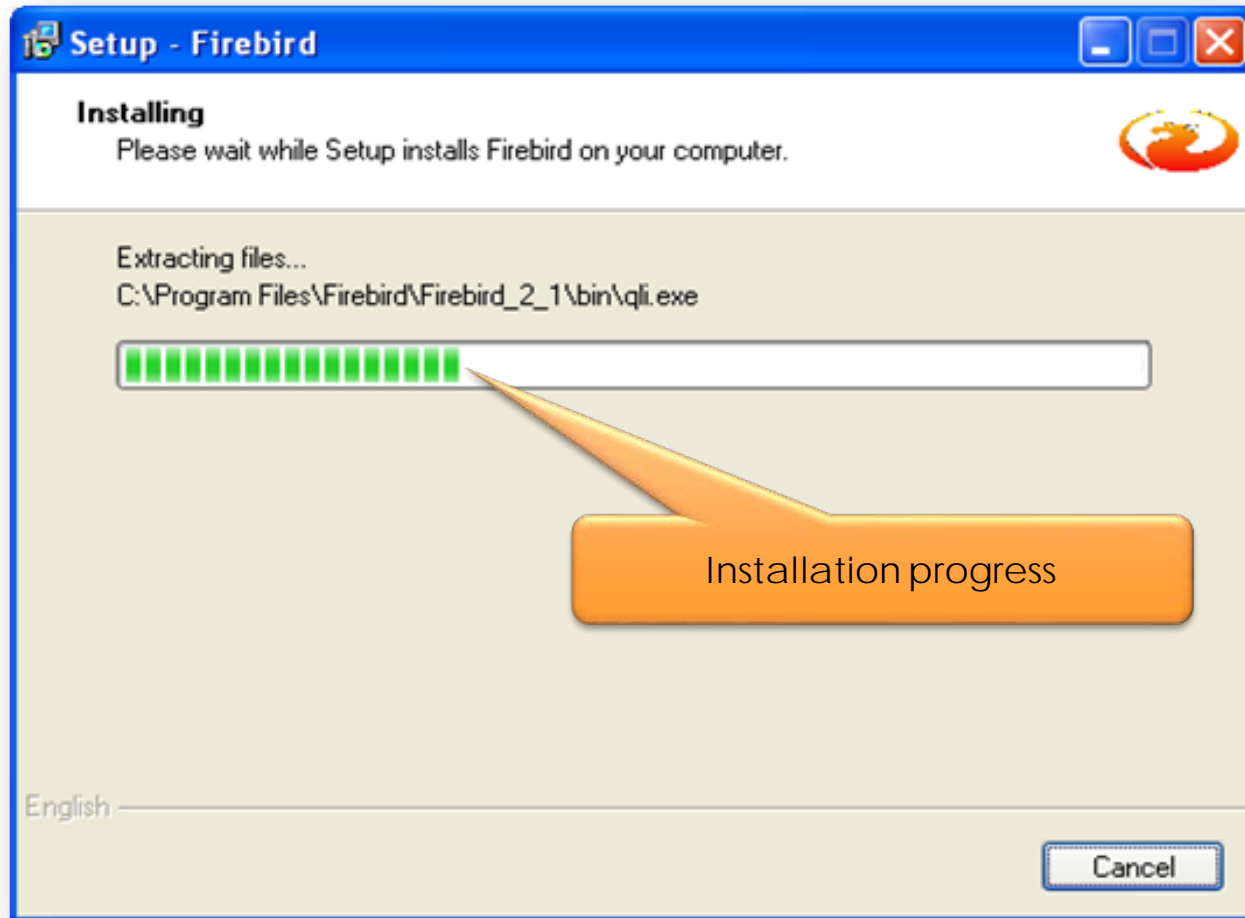 Setup - Firebird
Installing
Please wait while Setup installs Firebird on your computer.
Extracting files...
C:\Program Files\Firebird\Firebird_2_1\bin\qli.exe
Installation progress
English
Cancel